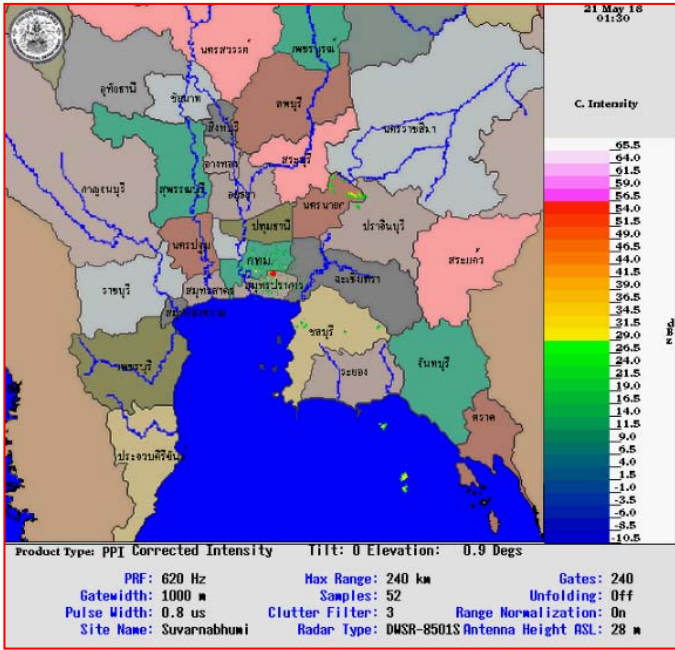 21 May 18
01:30
C. Intensity
65.5
64.0
61.5
59.0
56.5
54.0
51.5
46.5
44.0
41.5
39.0
36.5
34.0
31.5
29.0
26.5
24.0
21.5
19.0
16.5
14.0
11.5
9.0
6.5
4.0
1.5
-1.0
-3.5
-6.0
-8.5
-10.5
นครสวรรค์
เพชรบูรณ์
อุทัยธานี
ชัยนาท
ลพบุรี
สิงห์บุรี
นครราชสีมา
อ่างทอง
สระบุรี
กาญจนบุรี
สุพรรณบุรี
อยุธยา
นครนายก
ปทุมธานี
ปราจีนบุรี
นครปฐม
กทม.
สระแก้ว
ราชบุรี
สมุทรสาคร
สมุทรปราการ
ฉะเชิงเทรา
ชลบุรี
เพชรบุรี
ระยอง
จันทบุรี
ตราด
ประจวบคีรีขันธ์
Product Type: PPI Corrected Intensity Tilt: 0 Elevation: 0.9 Degs
PRF: 620 Hz Max Range: 240 km Gates: 240
Gatewidth: 1000 m Samples: 52 Unfolding: Off
Pulse Width: 0.8 us Clutter Filter: 3 Range Normalization: On
Site Name: Suvarnabhumi Radar Type: DWSR-8501S Antenna Height ASL: 28 m